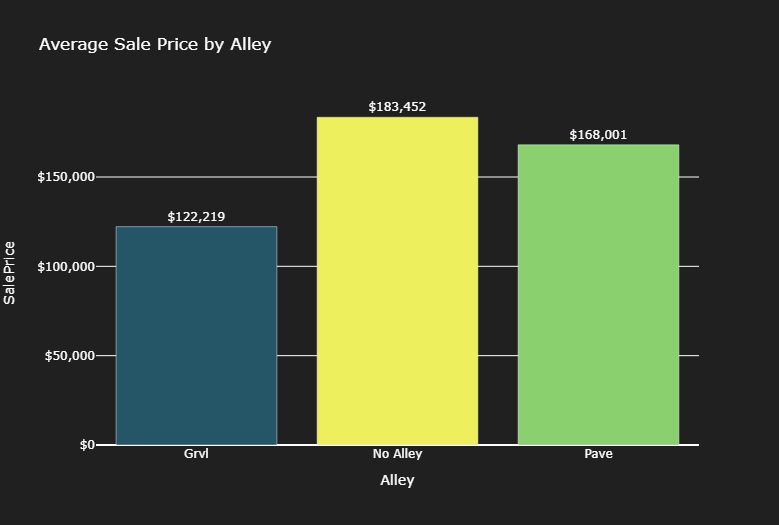 Average Sale Price by Alley
$183,452
$168,001
$122,219
$150,000
$100,000
$50,000
$0
SalePrice
Grvl No Alley Pave
Alley